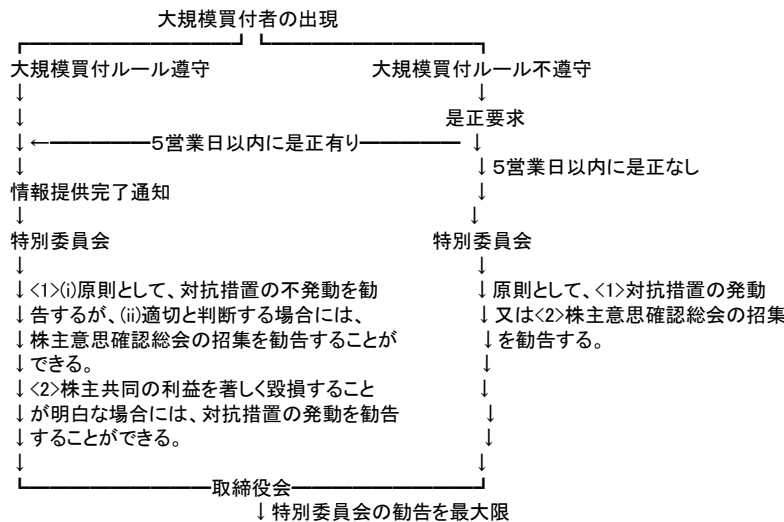 大規模買付者の出現
┏━━━━━━━━━━━┛┗━━━━━━━━━━━┓
大規模買付ルール遵守 大規模買付ルール不遵守
↓ ↓
↓ 是正要求
↓←━━━━━━5営業日以内に是正有り━━━━━ ↓
↓ ↓5営業日以内に是正なし
情報提供完了通知 ↓
↓ ↓
特別委員会 特別委員会
↓ ↓
↓<1>(i)原則として、対抗措置の不発動を勧 ↓原則として、<1>対抗措置の発動
↓告するが、(ii)適切と判断する場合には、 ↓又は<2>株主意思確認総会の招集
↓株主意思確認総会の招集を勧告することが ↓を勧告する。
↓できる。 ↓
↓<2>株主共同の利益を著しく毀損すること ↓
↓が明白な場合には、対抗措置の発動を勧告 ↓
↓することができる。 ↓
↓ ↓
┗━━━━━━━━━取締役会━━━━━━━━━┛
↓特別委員会の勧告を最大限